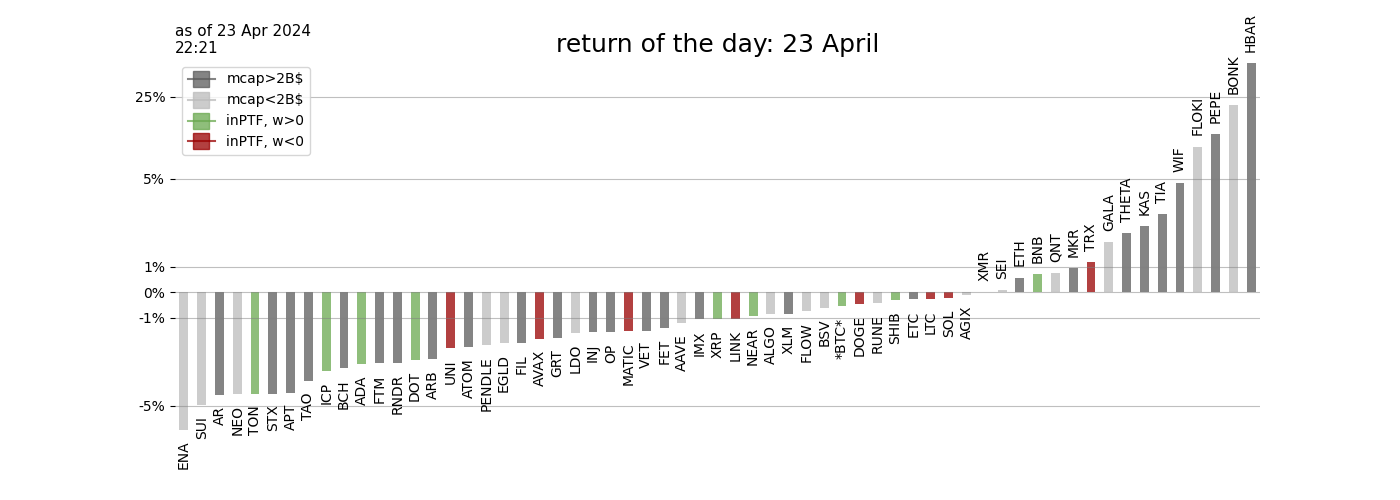 as of 23 Apr 2024
22:21
return of the day: 23 April
mcap>2B$
mcap<2B$
inPTF, w>0
inPTF, w<0
25%
5%
1%
0%
-1%
-5%
ENA
SUI
AR
NEO
TON
STX
APT
TAO
ICP
BCH
ADA
FTM
RNDR
DOT
ARB
UNI
ATOM
PENDLE
EGLD
FIL
AVAX
GRT
LDO
INJ
OP
MATIC
VET
FET
AAVE
IMX
XRP
LINK
NEAR
ALGO
XLM
FLOW
BSV
*BTC*
DOGE
RUNE
SHIB
ETC
LTC
SOL
AGIX
XMR
SEI
ETH
BNB
QNT
MKR
TRX
GALA
THETA
KAS
TIA
WIF
FLOKI
PEPE
BONK
HBAR